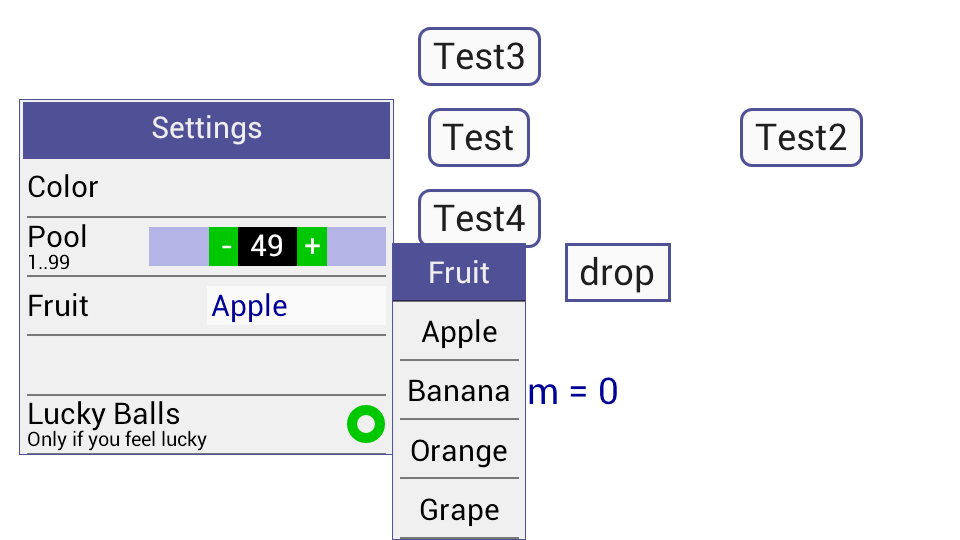 Test3
Settings
Test
Test2
Color
Test4
Pool
1..99
- 49 +
Fruit
drop
Fruit
Apple
Apple
Banana
m = 0
Lucky Balls
Only if you feel lucky
Orange
Grape